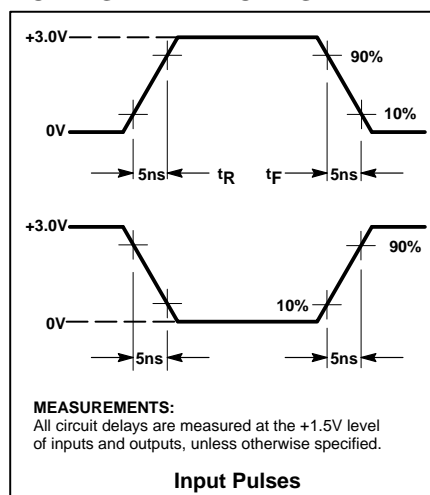 +3.0V
90%
10%
0V
5ns tR tF 5ns
+3.0V
90%
10%
0V
5ns 5ns
MEASUREMENTS:
All circuit delays are measured at the +1.5V level
of inputs and outputs, unless otherwise specified.
Input Pulses